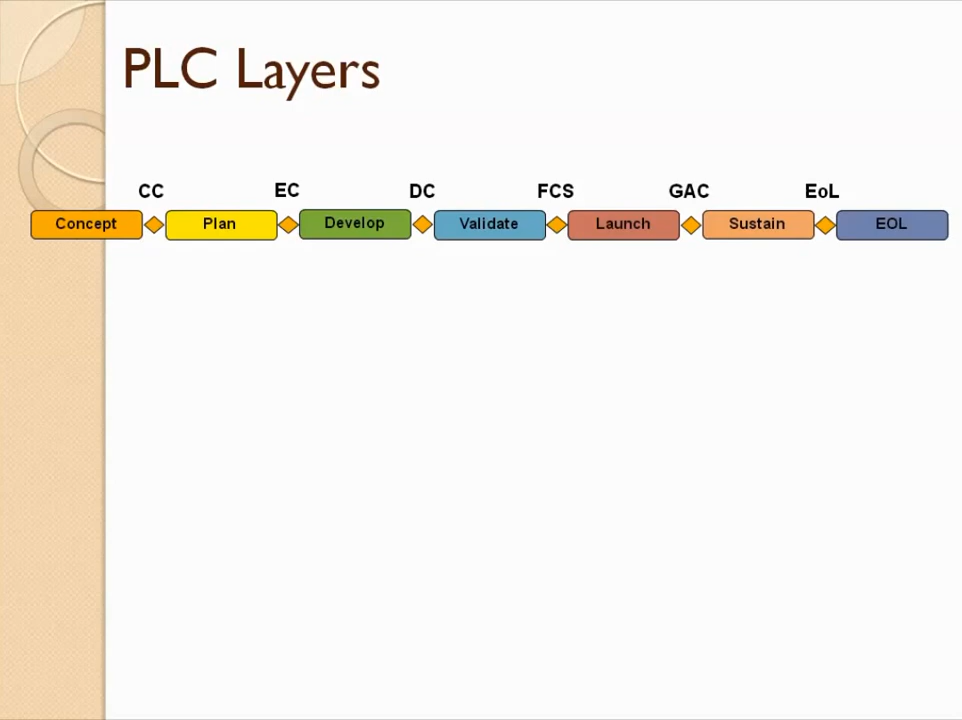 PLC Layers
CC EC DC FCS GAC EoL
Concept Plan Develop Validate Launch Sustain EOL